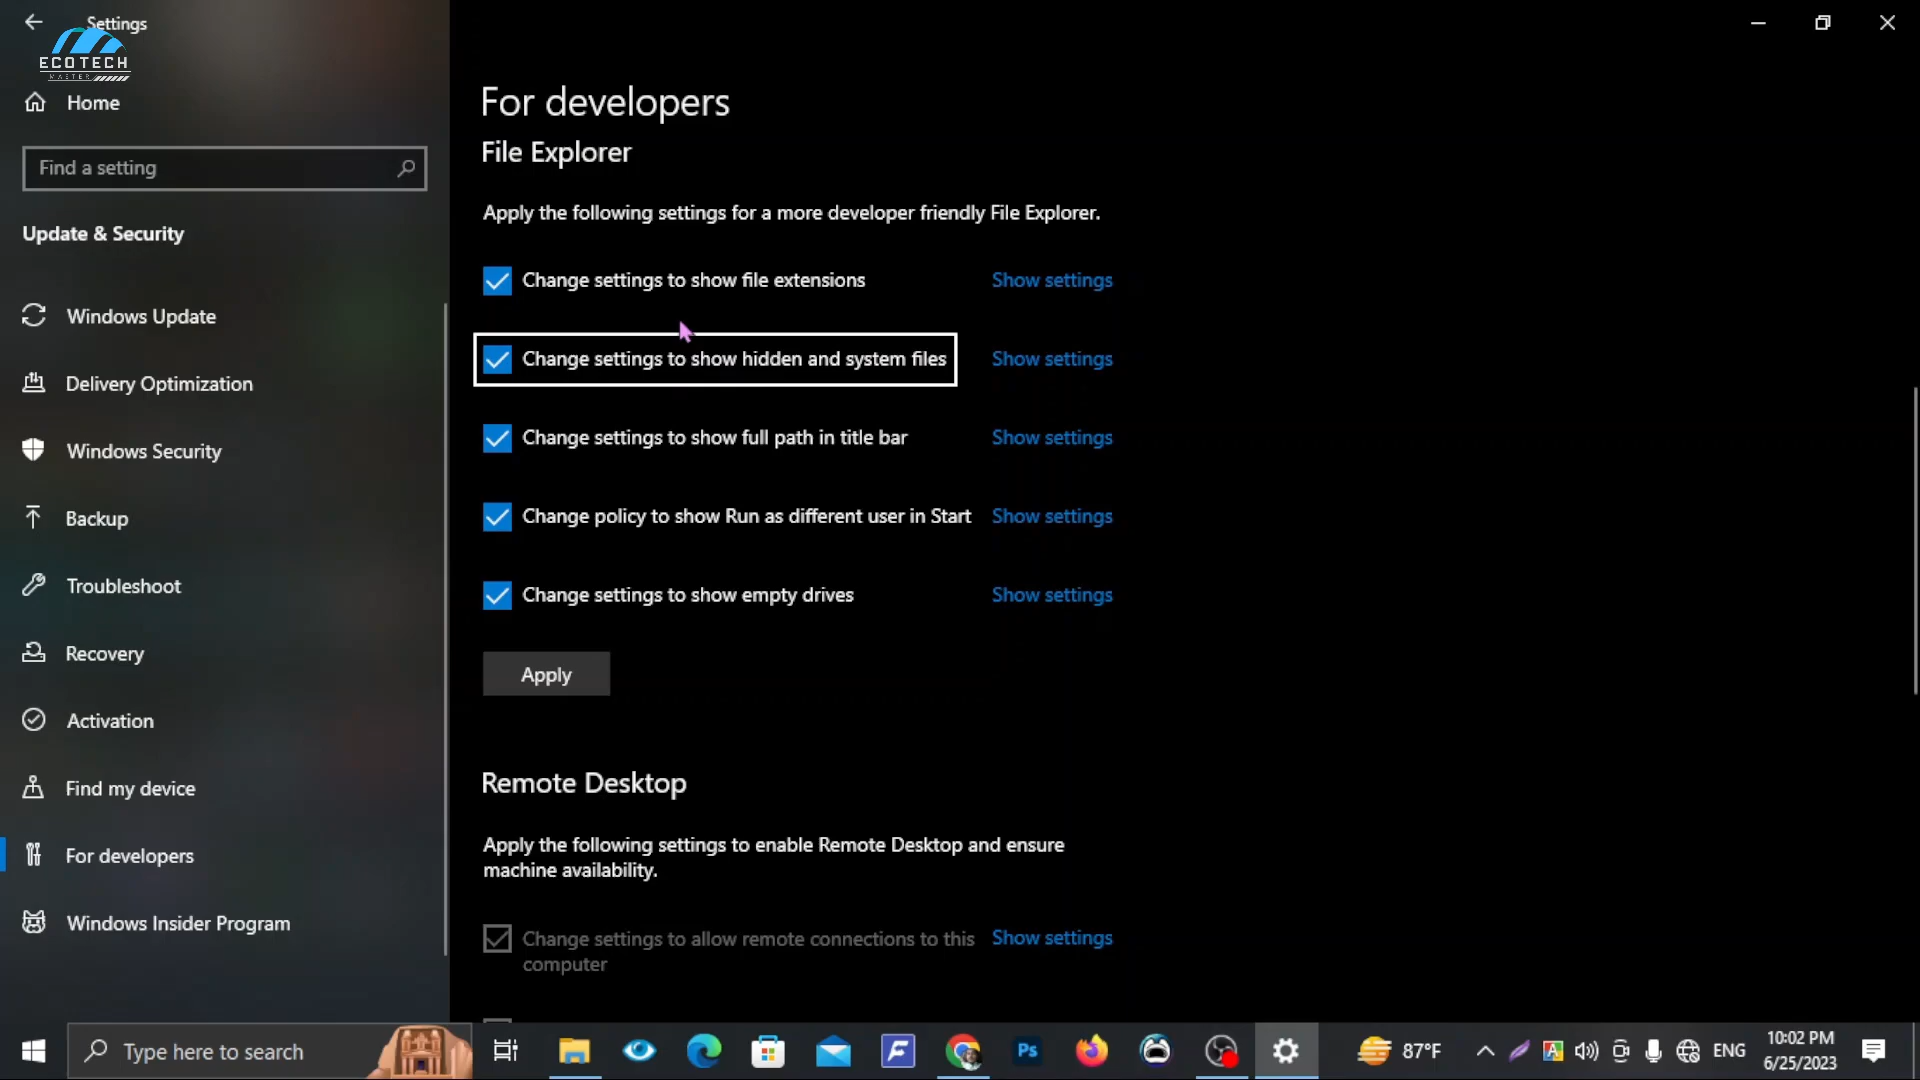 Settings
ECOTECH
MASTER
Home
Find a setting
Update & Security
Windows Update
Delivery Optimization
Windows Security
Backup
Troubleshoot
Recovery
Activation
Find my device
For developers
Windows Insider Program
For developers
File Explorer
Apply the following settings for a more developer friendly File Explorer.
Change settings to show file extensions Show settings
Change settings to show hidden and system files Show settings
Change settings to show full path in title bar Show settings
Change policy to show Run as different user in Start Show settings
Change settings to show empty drives Show settings
Apply
Remote Desktop
Apply the following settings to enable Remote Desktop and ensure
machine availability.
Change settings to allow remote connections to this Show settings
computer
Type here to search
F
Ps
87°F
A
ENG
10:02 PM
6/25/2023